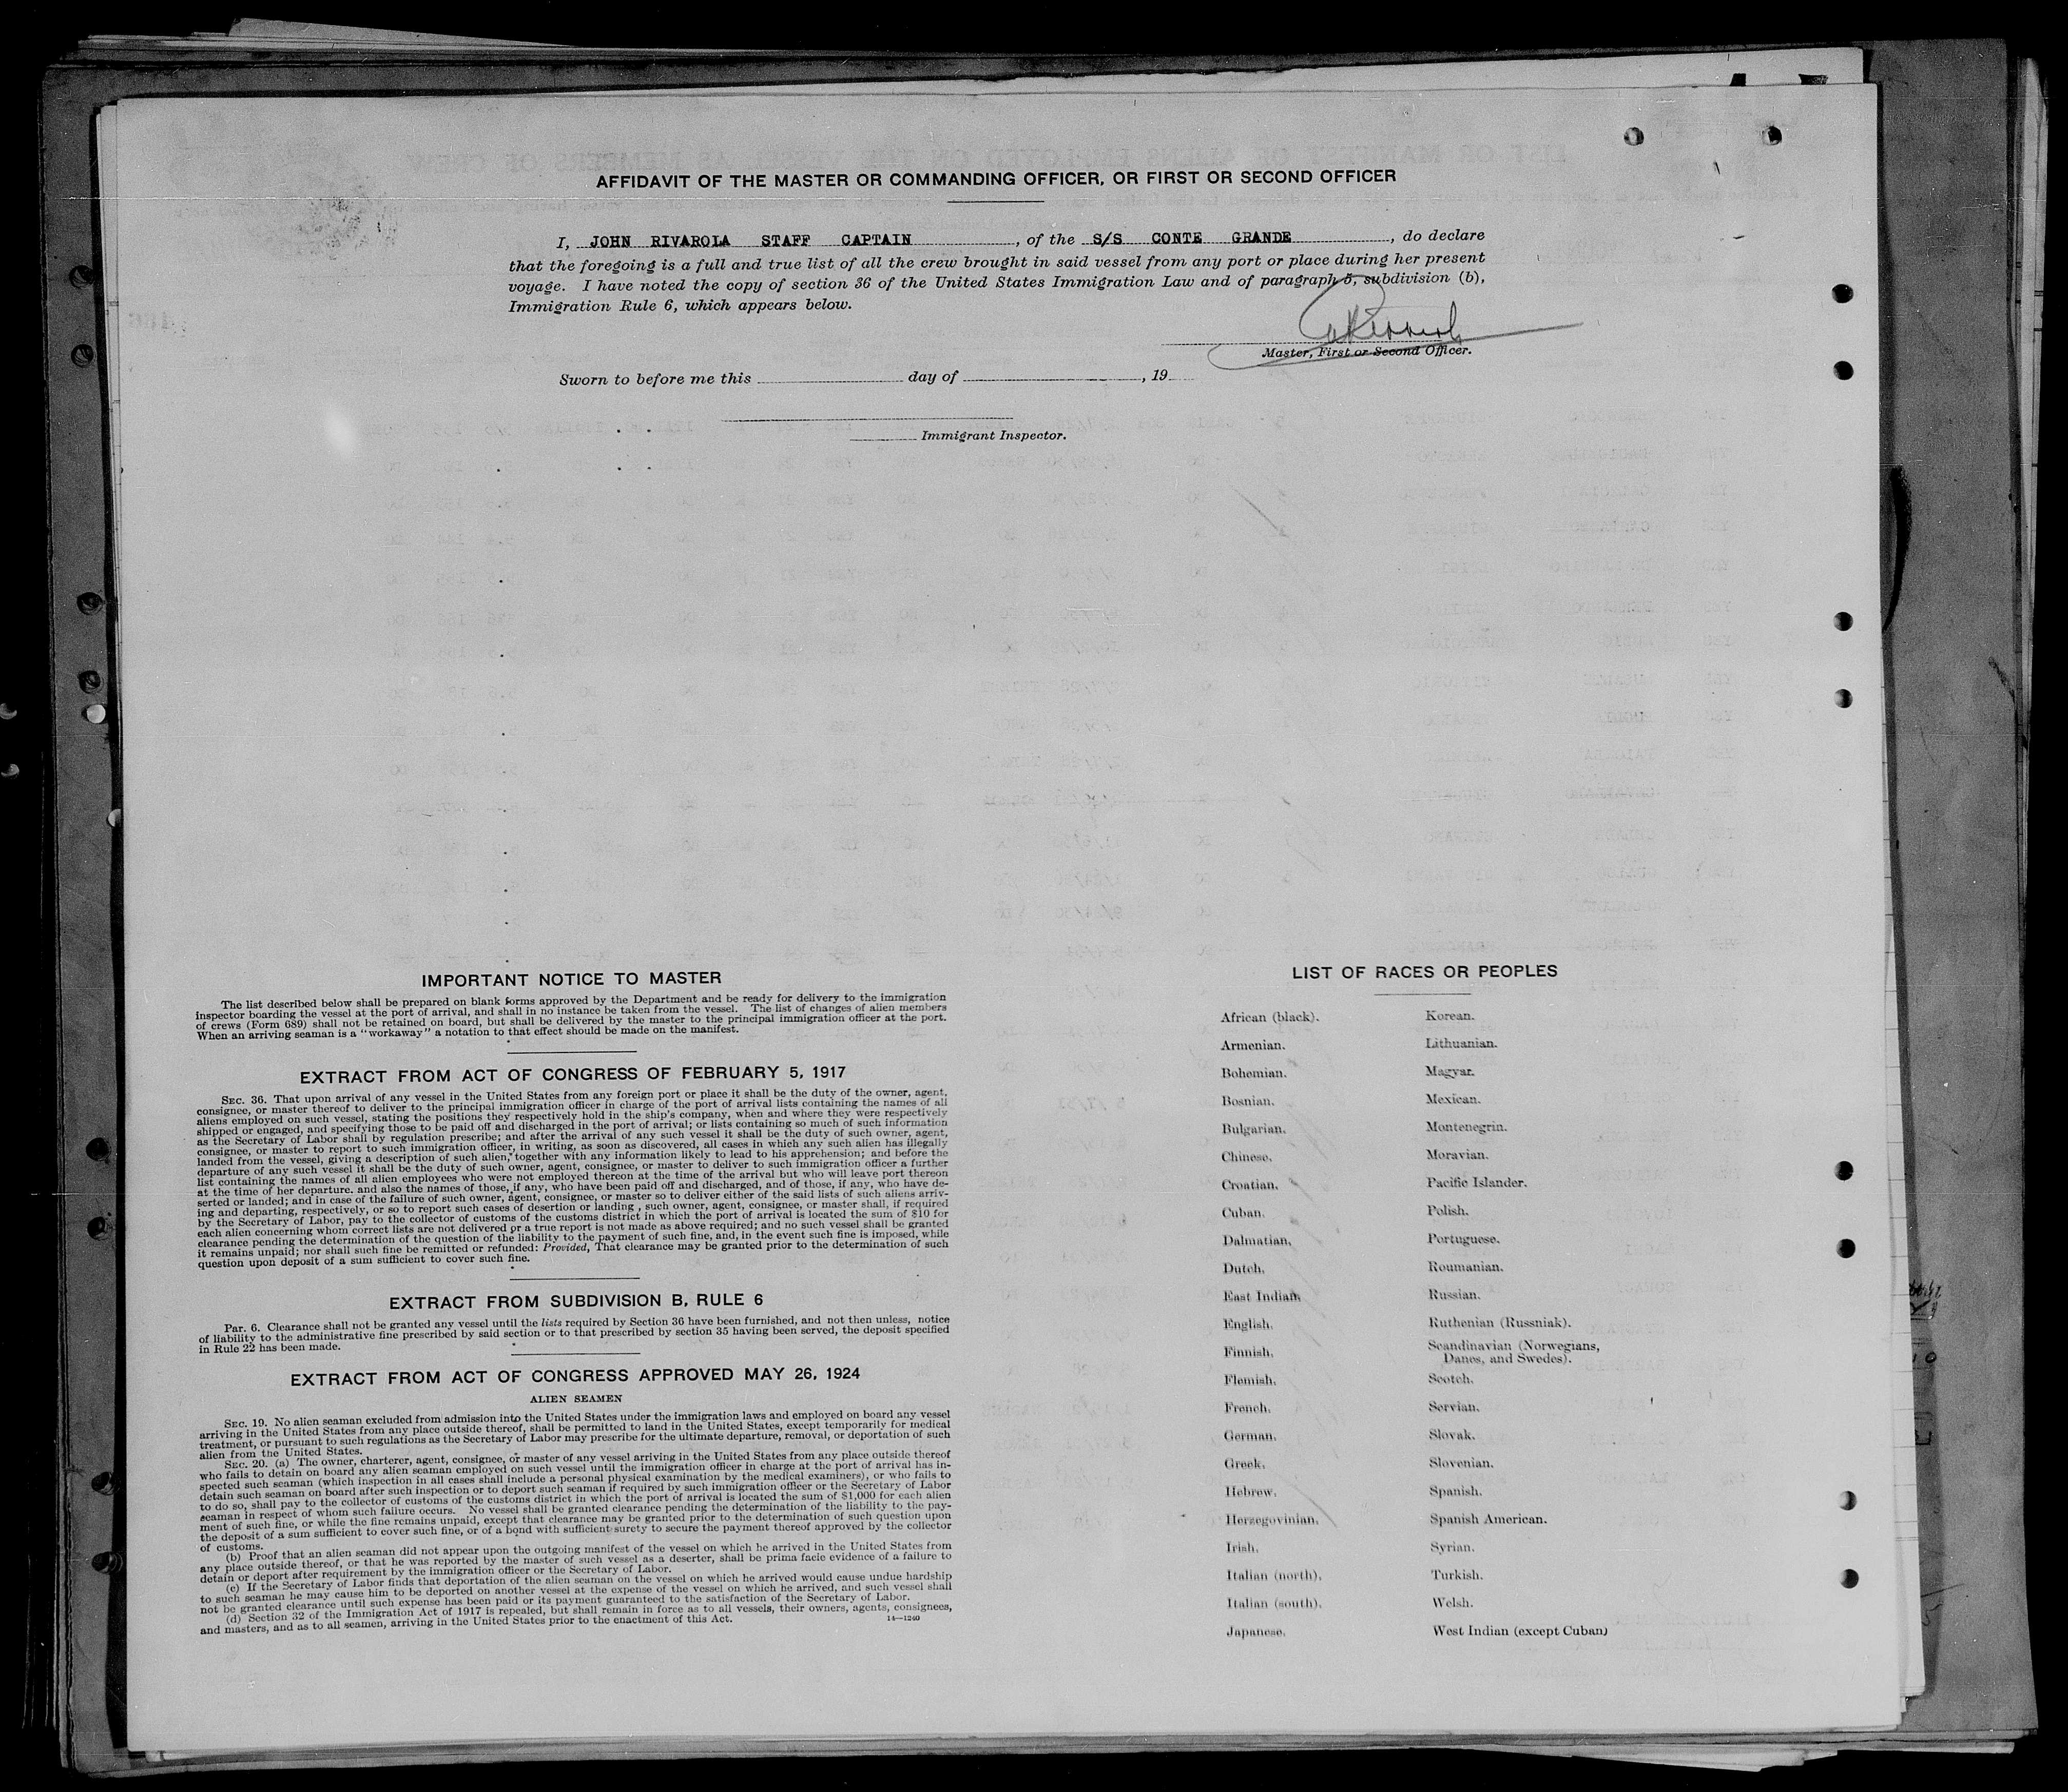 AFFIDAVIT OF THE MASTER OR COMMANDING OFFICER, OR FIRST OR SECOND OFFICER
I, JOHN RIVAROLA STAFF CAPTAIN, of the S/S CONTE GRANDE, do declare
that the foregoing is a full and true list of all the crew brought in said vessel from any port or place during her present
voyage. I have noted the copy of section 36 of the United States Immigration Law and of paragraph 5, subdivision (b),
Immigration Rule 6, which appears below.
Master, First or Second Officer.
Sworn to before me this day of , 19
Immigrant Inspector.
IMPORTANT NOTICE TO MASTER
The list described below shall be prepared on blank forms approved by the Department and be ready for delivery to the immigration
inspector boarding the vessel at the port of arrival, and shall in no instance be taken from the vessel. The list of changes of alien members
of crews (Form 689) shall not be retained on board, but shall be delivered by the master to the principal immigration officer at the port.
When an arriving seaman is a "workaway" a notation to that effect should be made on the manifest.
EXTRACT FROM ACT OF CONGRESS OF FEBRUARY 5, 1917
SEC. 36. That upon arrival of any vessel in the United States from any foreign port or place it shall be the duty of the owner, agent,
consignee, or master thereof to deliver to the principal immigration officer in charge of the port of arrival lists containing the names of all
aliens employed on such vessel, stating the positions they respectively hold in the ship's company, when and where they were respectively
shipped or engaged, and specifying those to be paid off and discharged in the port of arrival; or lists containing so much of such information
as the Secretary of Labor shall by regulation prescribe; and after the arrival of any such vessel it shall be the duty of such owner, agent,
consignee, or master to report to such immigration officer, in writing, as soon as discovered, all cases in which any such alien has illegally
landed from the vessel, giving a description of such alien, together with any information likely to lead to his apprehension; and before the
departure of any such vessel it shall be the duty of such owner, agent, consignee, or master to deliver to such immigration officer a further
list containing the names of all alien employees who were not employed thereon at the time of the arrival but who will leave port thereon
at the time of her departure. and also the names of those, if any, who have been paid off and discharged, and of those, if any, who have de-
serted or landed; and in case of the failure of such owner, agent, consignee, or master so to deliver either of the said lists of such aliens arriv-
ing and departing, respectively, or so to report such cases of desertion or landing, such owner, agent, consignee, or master shall, if required
by the Secretary of Labor, pay to the collector of customs of the customs district in which the port of arrival is located the sum of $10 for
each alien concerning whom correct lists are not delivered or a true report is not made as above required; and no such vessel shall be granted
clearance pending the determination of the question of the liability to the payment of such fine, and, in the event such fine is imposed, while
it remains unpaid; nor shall such fine be remitted or refunded: Provided, That clearance may be granted prior to the determination of such
question upon deposit of a sum sufficient to cover such fine.
EXTRACT FROM SUBDIVISION B, RULE 6
Par. 6. Clearance shall not be granted any vessel until the lists required by Section 36 have been furnished, and not then unless, notice
of liability to the administrative fine prescribed by said section or to that prescribed by section 35 having been served, the deposit specified
in Rule 22 has been made.
EXTRACT FROM ACT OF CONGRESS APPROVED MAY 26, 1924
ALIEN SEAMEN
SEC. 19. No alien seaman excluded from admission into the United States under the immigration laws and employed on board any vessel
arriving in the United States from any place outside thereof, shall be permitted to land in the United States, except temporarily for medical
treatment, or pursuant to such regulations as the Secretary of Labor may prescribe for the ultimate departure, removal, or deportation of such
alien from the United States.
SEC. 20. (a) The owner, charterer, agent, consignee, or master of any vessel arriving in the United States from any place outside thereof
who fails to detain on board any alien seaman employed on such vessel until the immigration officer in charge at the port of arrival has in-
spected such seaman (which inspection in all cases shall include a personal physical examination by the medical examiners), or who fails to
detain such seaman on board after such inspection or to deport such seaman if required by such immigration officer or the Secretary of Labor
to do so, shall pay to the collector of customs of the customs district in which the port of arrival is located the sum of $1,000 for each alien
seaman in respect of whom such failure occurs. No vessel shall be granted clearance pending the determination of the liability to the pay-
ment of such fine, or while the fine remains unpaid, except that clearance may be granted prior to the determination of such question upon
the deposit of a sum sufficient to cover such fine, or of a bond with sufficient surety to secure the payment thereof approved by the collector
of customs.
(b) Proof that an alien seaman did not appear upon the outgoing manifest of the vessel on which he arrived in the United States from
any place outside thereof, or that he was reported by the master of such vessel as a deserter, shall be prima facie evidence of a failure to
detain or deport after requirement by the immigration officer or the Secretary of Labor.
(c) If the Secretary of Labor finds that deportation of the alien seaman on the vessel on which he arrived would cause undue hardship
to such seaman he may cause him to be deported on another vessel at the expense of the vessel on which he arrived, and such vessel shall
not be granted clearance until such expense has been paid or its payment guaranteed to the satisfaction of the Secretary of Labor.
(d) Section 32 of the Immigration Act of 1917 is repealed, but shall remain in force as to all vessels, their owners, agents, consignees,
and masters, and as to all seamen, arriving in the United States prior to the enactment of this Act. 14—1240
LIST OF RACES OR PEOPLES
African (black). Korean.
Armenian. Lithuanian.
Bohemian. Magyar.
Bosnian. Mexican.
Bulgarian. Montenegrin.
Chinese. Moravian.
Croatian. Pacific Islander.
Cuban. Polish.
Dalmatian. Portuguese.
Dutch. Roumanian.
East Indian. Russian.
English. Ruthenian (Russniak).
Finnish. Scandinavian (Norwegians,
Danes, and Swedes).
Flemish. Scotch.
French. Servian.
German. Slovak.
Greek. Slovenian.
Hebrew. Spanish.
Herzegovinian. Spanish American.
Irish. Syrian.
Italian (north). Turkish.
Italian (south). Welsh.
Japanese. West Indian (except Cuban)